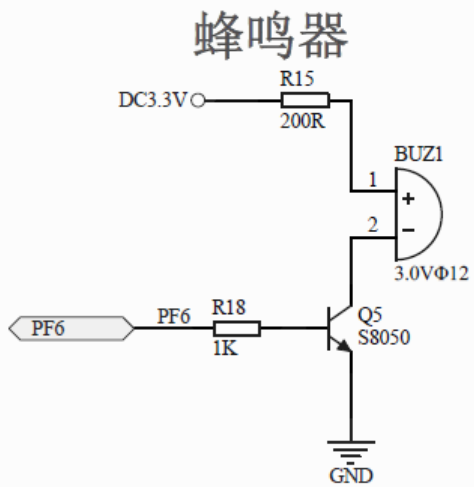 蜂鸣器
R15
DC3.3V
200R
BUZ1
1
+
2
−
3.0VΦ12
PF6
PF6
R18
1K
Q5
S8050
GND